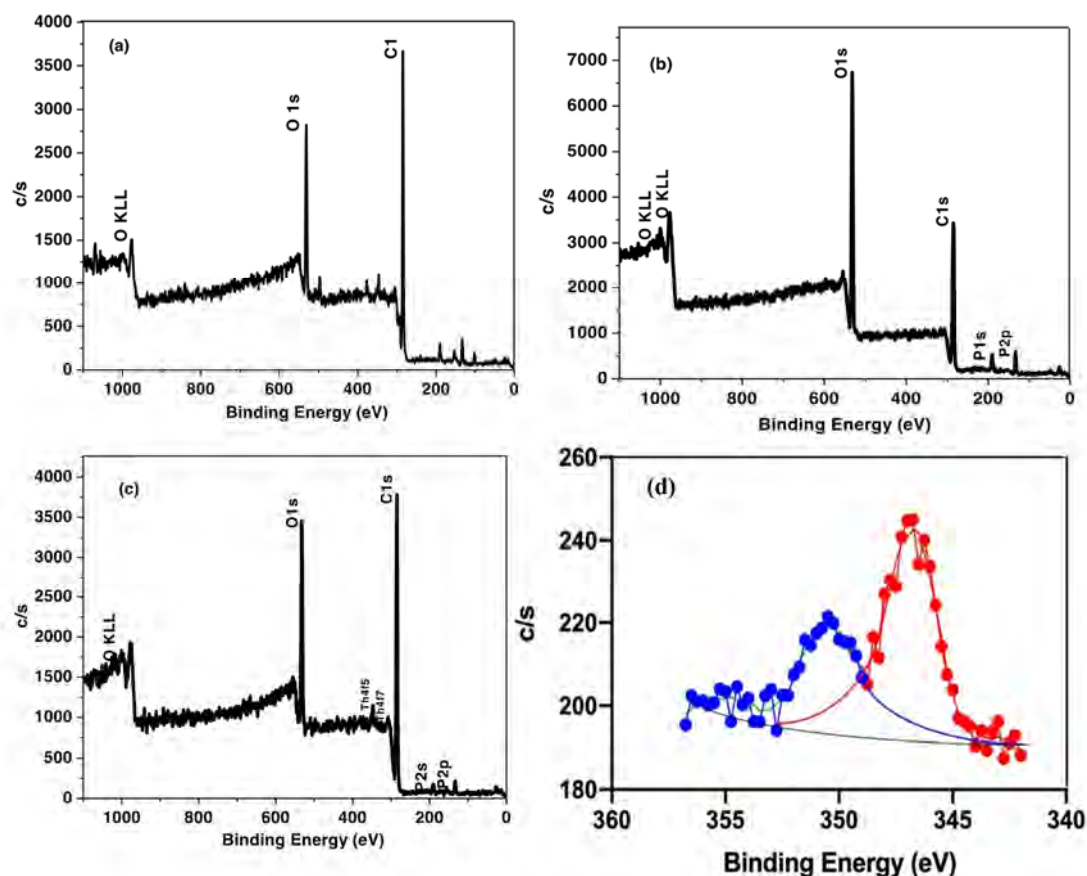 (a)
C1
O 1s
O KLL
c/s
4000
3500
3000
2500
2000
1500
1000
500
0
1000 800 600 400 200 0
Binding Energy (eV)
(b)
O1s
C1s
O KLL
O KLL
P1s
P2p
c/s
7000
6000
5000
4000
3000
2000
1000
0
1000 800 600 400 200 0
Binding Energy (eV)
(c)
O1s
C1s
O KLL
Th4f5
Th4f7
P2s
P2p
c/s
4000
3500
3000
2500
2000
1500
1000
500
0
1000 800 600 400 200 0
Binding Energy (eV)
(d)
c/s
260
240
220
200
180
360 355 350 345 340
Binding Energy (eV)